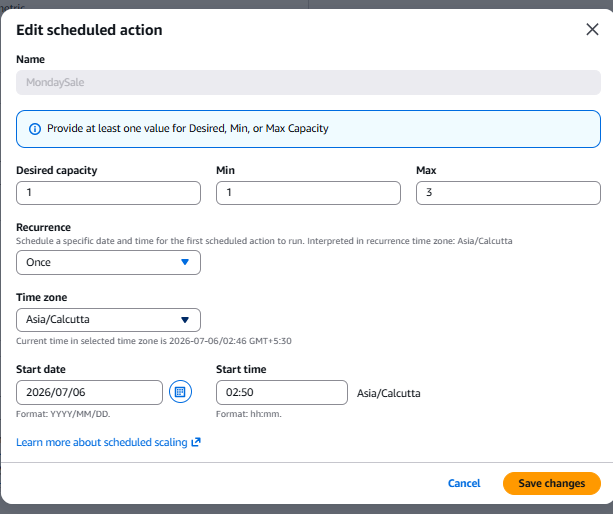 metric
Edit scheduled action
Name
MondaySale
Provide at least one value for Desired, Min, or Max Capacity
Desired capacity Min Max
1 1 3
Recurrence
Schedule a specific date and time for the first scheduled action to run. Interpreted in recurrence time zone: Asia/Calcutta
Once
Time zone
Asia/Calcutta
Current time in selected time zone is 2026-07-06/02:46 GMT+5:30
Start date Start time
2026/07/06 02:50 Asia/Calcutta
Format: YYYY/MM/DD. Format: hh:mm.
Learn more about scheduled scaling
Cancel Save changes